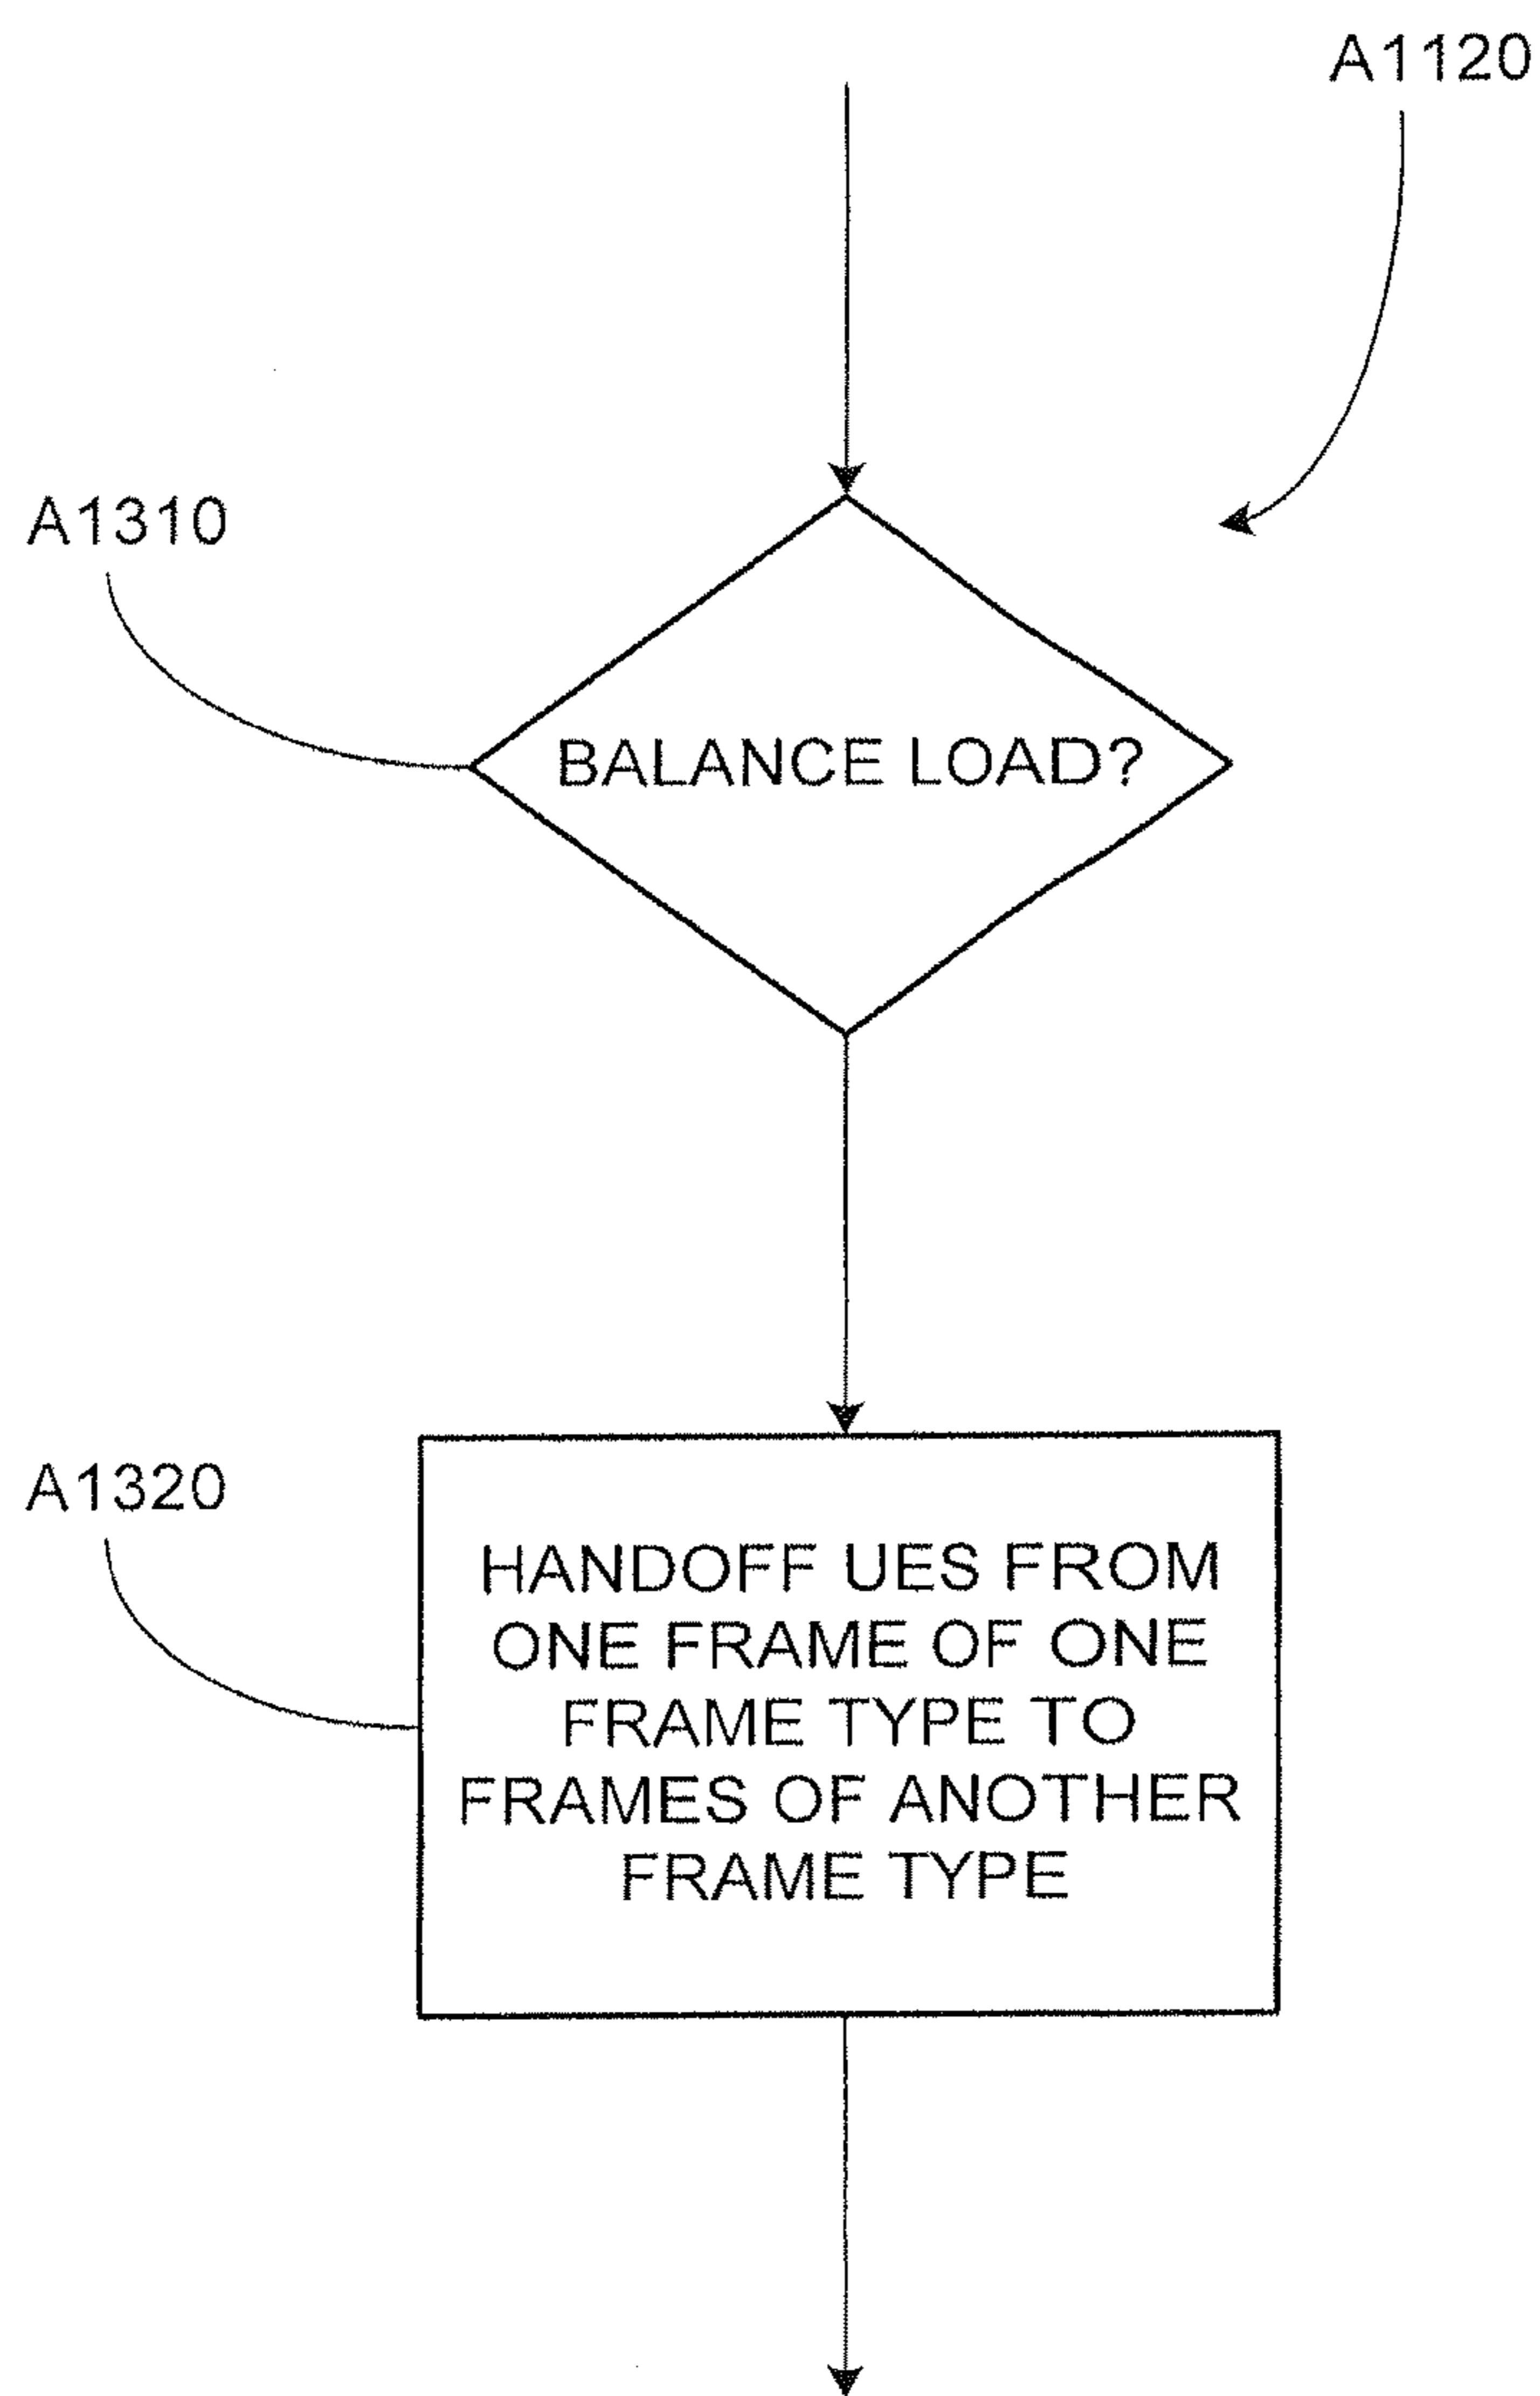 A1120
A1310
BALANCE LOAD?
A1320
HANDOFF UES FROM
ONE FRAME OF ONE
FRAME TYPE TO
FRAMES OF ANOTHER
FRAME TYPE